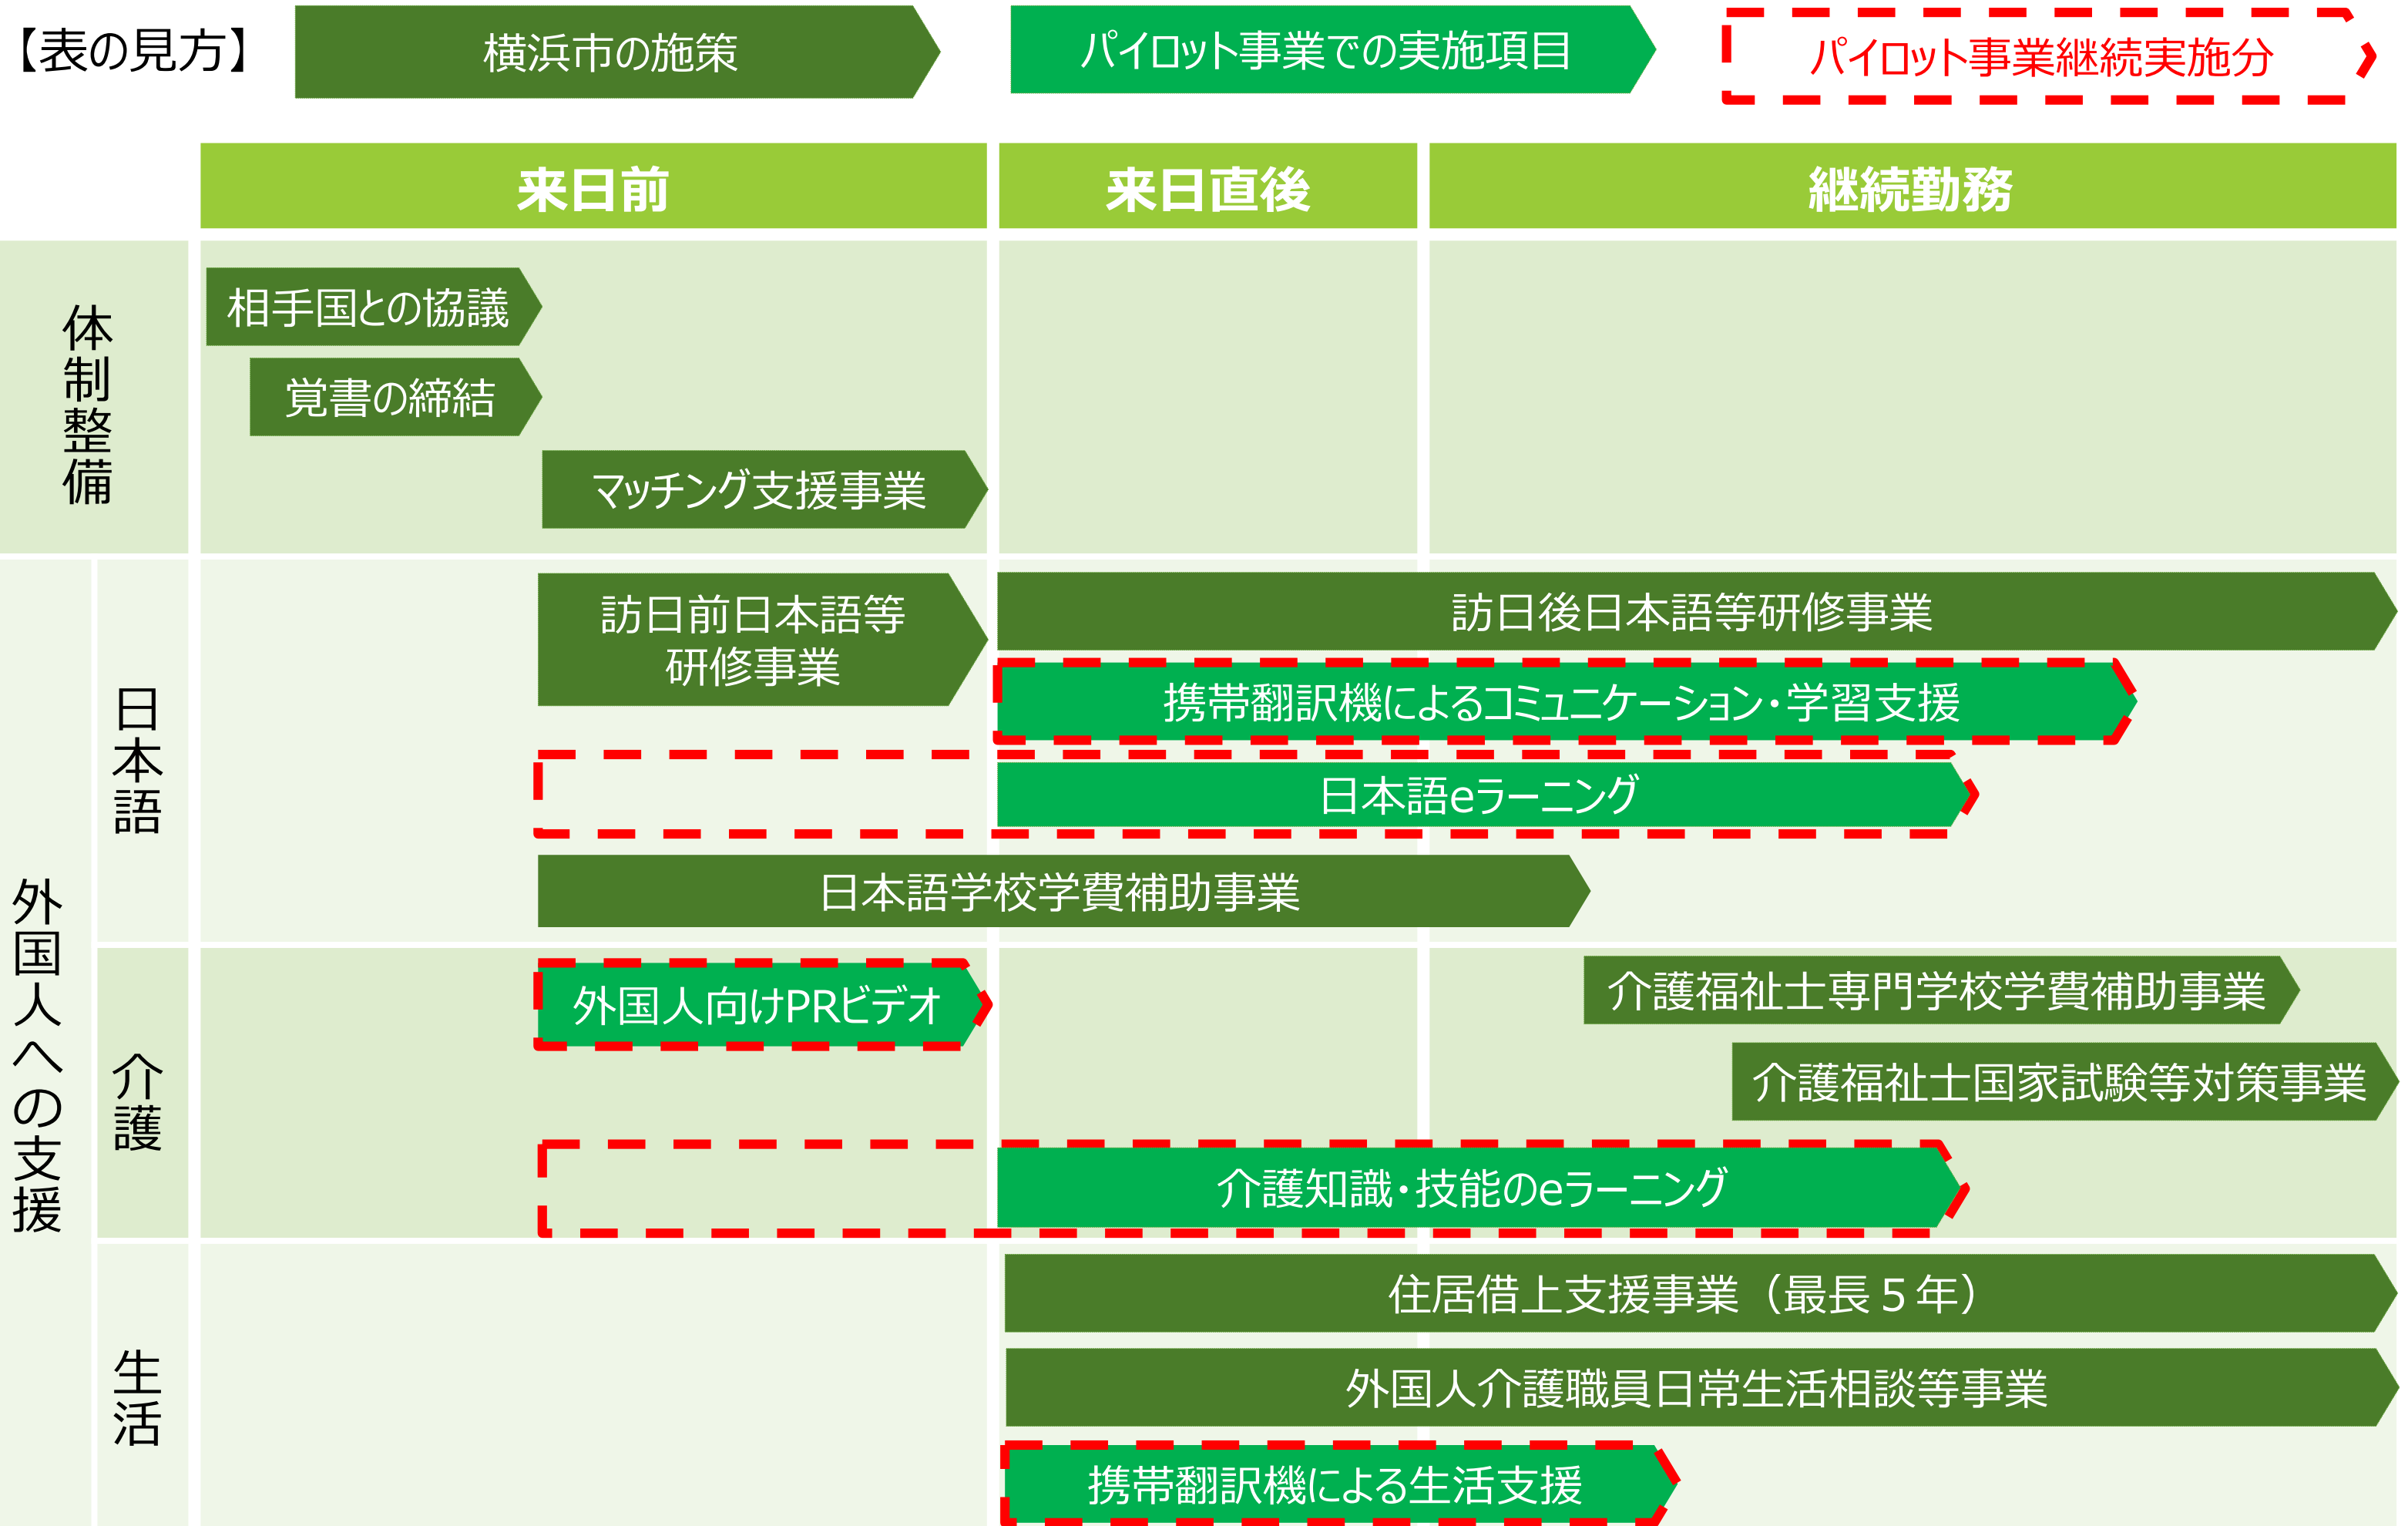 【表の見方】
横浜市の施策
パイロット事業での実施項目
パイロット事業継続実施分
来日前
来日直後
継続勤務
体制整備
相手国との協議
覚書の締結
マッチング支援事業
外国人への支援
日本語
訪日前日本語等
研修事業
訪日後日本語等研修事業
携帯翻訳機によるコミュニケーション・学習支援
日本語eラーニング
日本語学校学費補助事業
介護
外国人向けPRビデオ
介護福祉士専門学校学費補助事業
介護福祉士国家試験等対策事業
介護知識・技能のeラーニング
生活
住居借上支援事業（最長５年）
外国人介護職員日常生活相談等事業
携帯翻訳機による生活支援